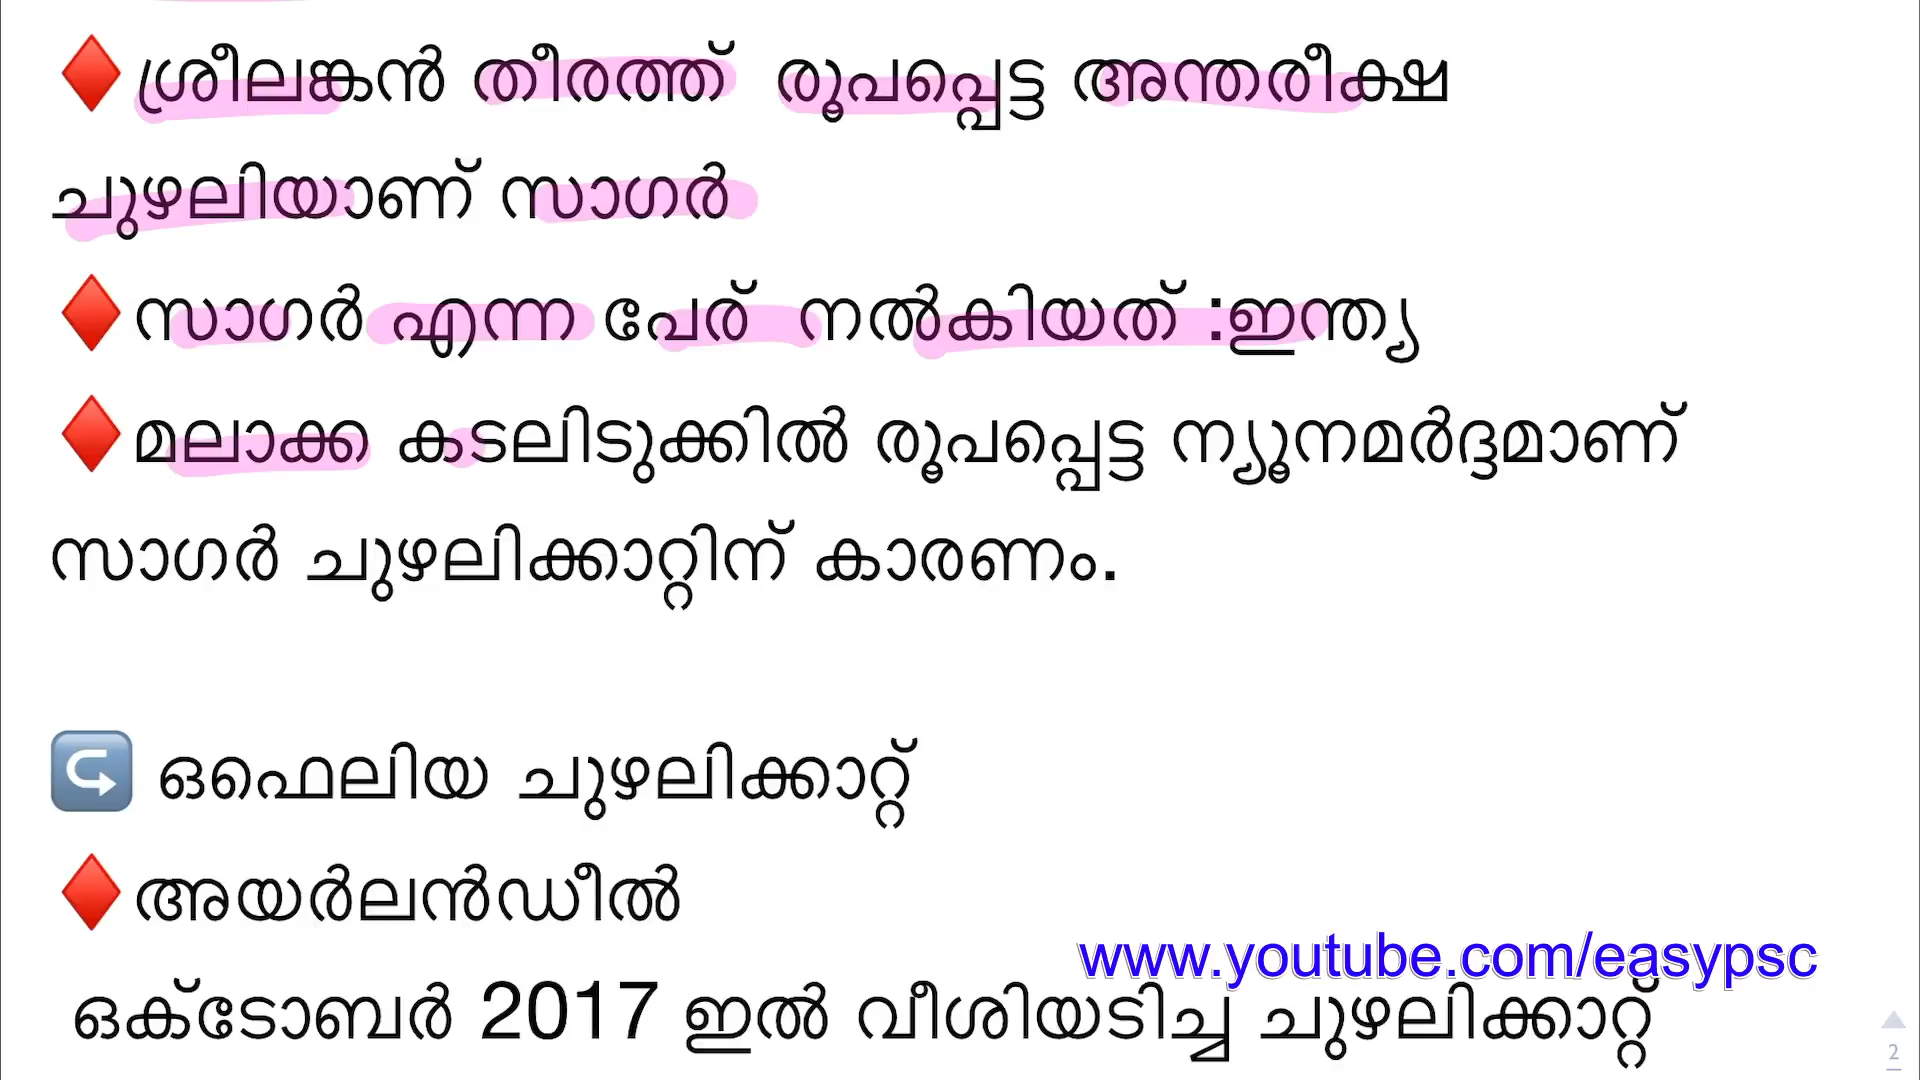 ശ്രീലങ്കൻ തീരത്ത് രൂപപ്പെട്ട അന്തരീക്ഷ
ചുഴലിയാണ് സാഗർ
സാഗർ എന്ന പേര് നൽകിയത് :ഇന്ത്യ
മലാക്ക കടലിടുക്കിൽ രൂപപ്പെട്ട ന്യൂനമർദ്ദമാണ്
സാഗർ ചുഴലിക്കാറ്റിന് കാരണം.
ഒഫെലിയ ചുഴലിക്കാറ്റ്
അയർലൻഡീൽ
www.youtube.com/easypsc
ഒക്ടോബർ 2017 ഇൽ വീശിയടിച്ച ചുഴലിക്കാറ്റ്
2